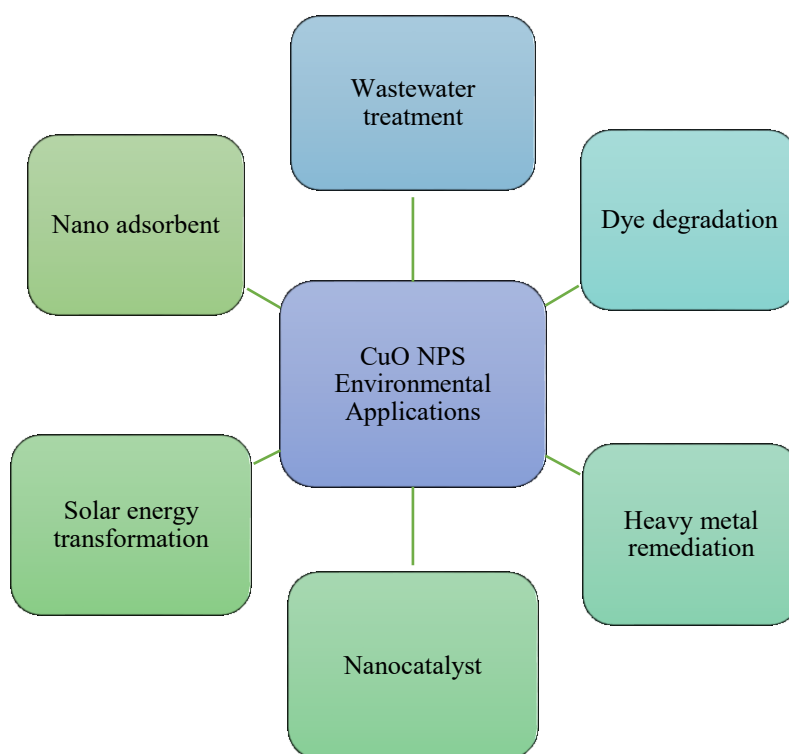 Wastewater
treatment
Nano adsorbent
Dye degradation
CuO NPS
Environmental
Applications
Solar energy
transformation
Heavy metal
remediation
Nanocatalyst